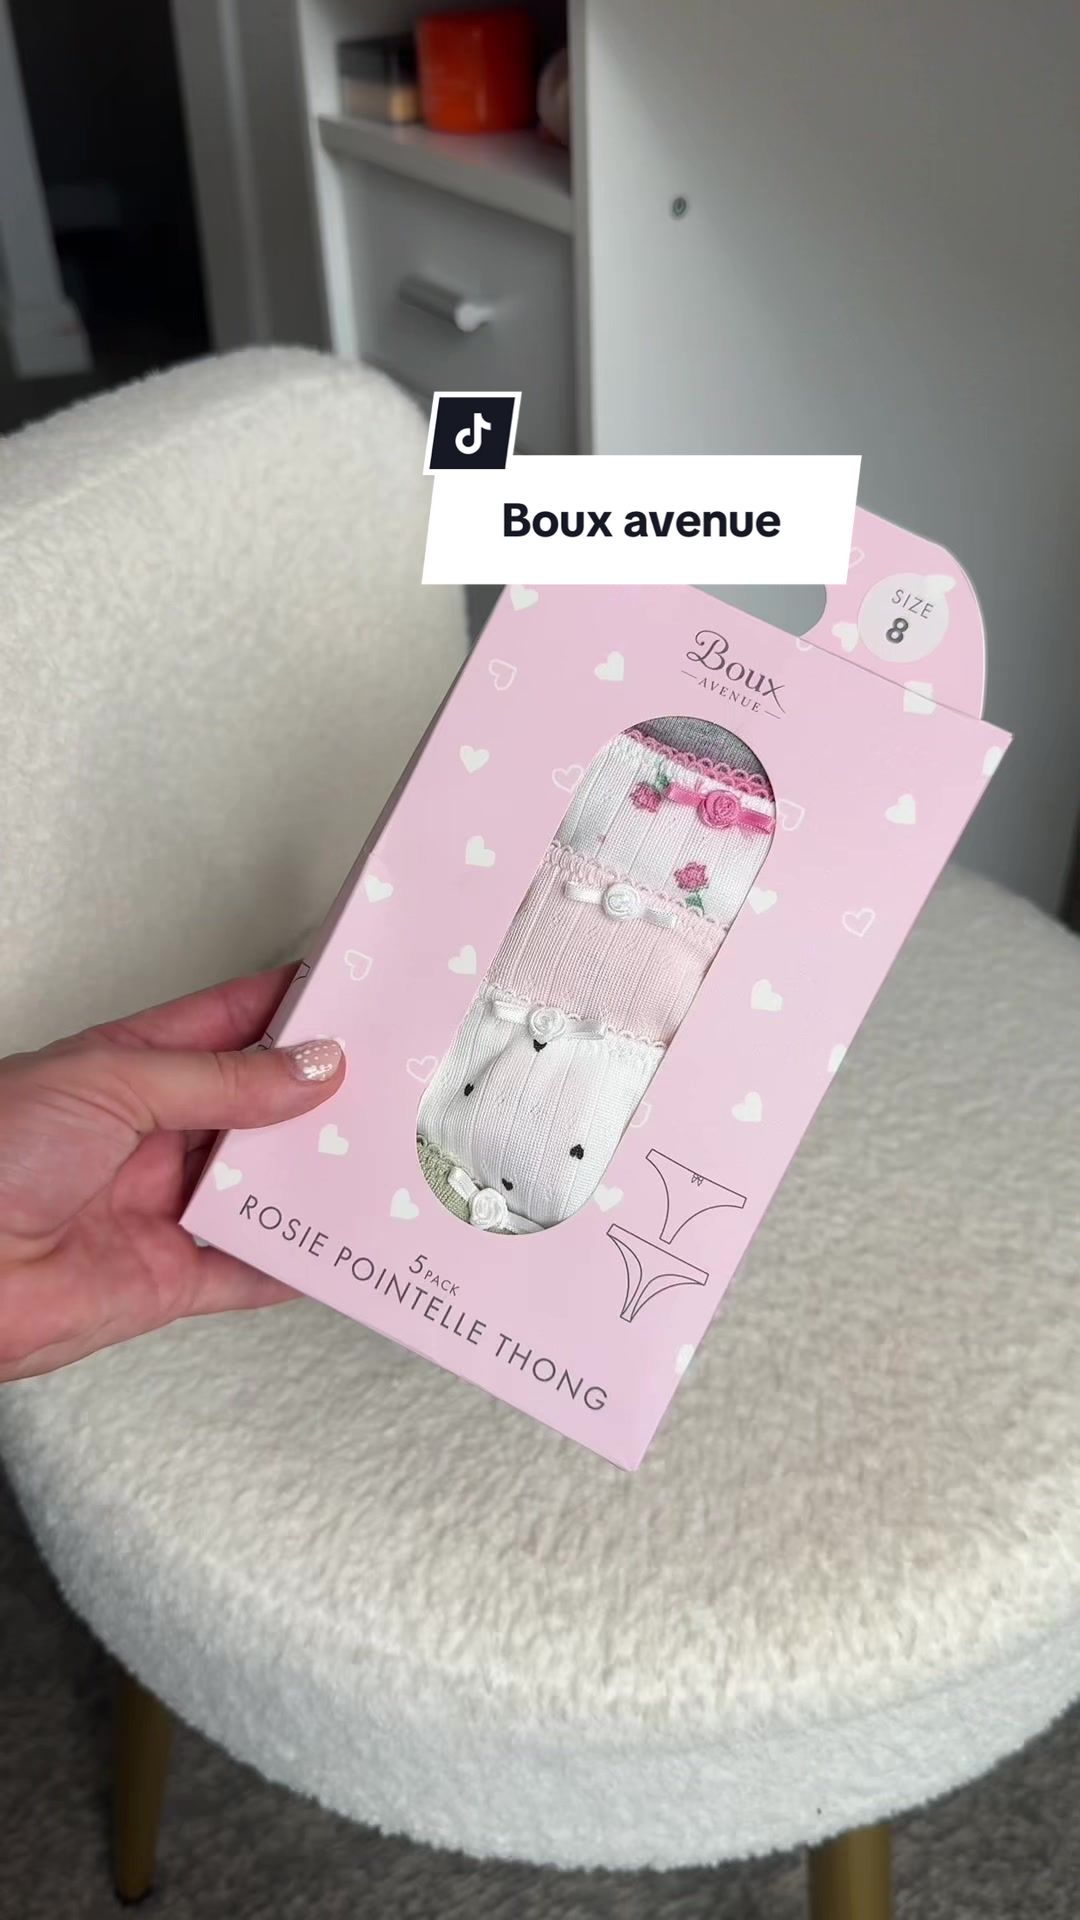 Boux avenue
SIZE
8
Boux
AVENUE
5 PACK
ROSIE POINTELLE THONG